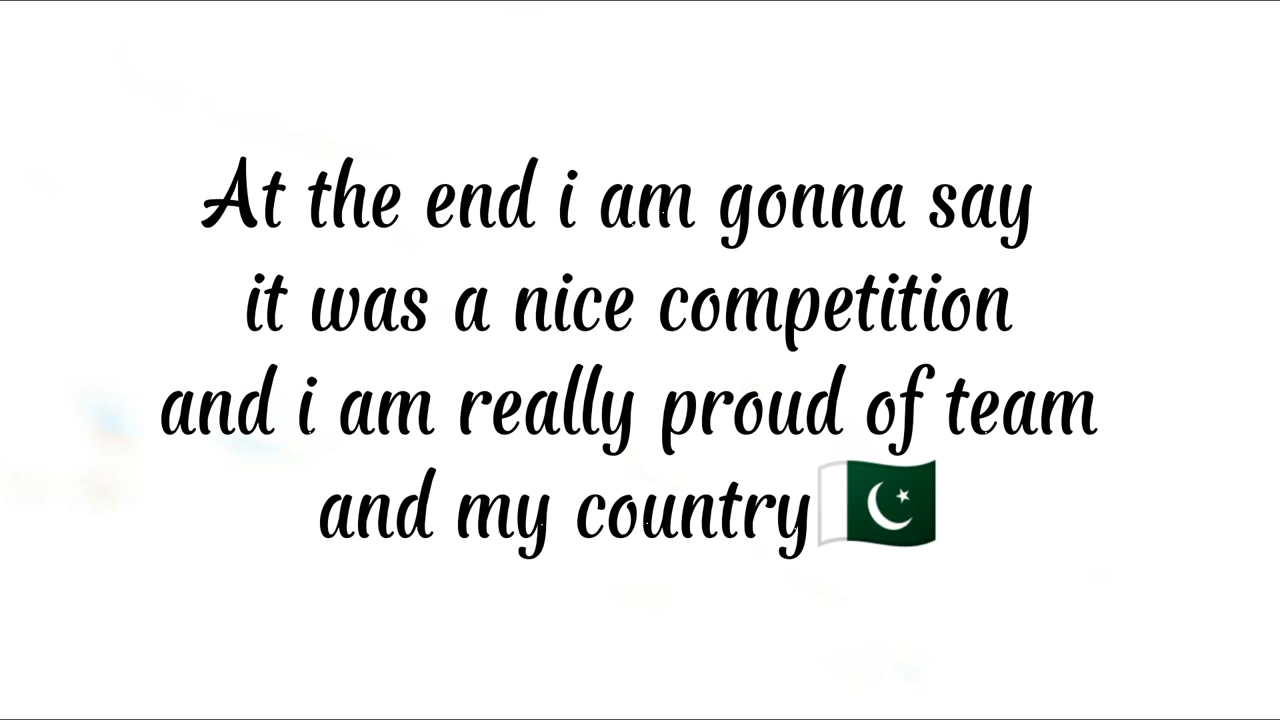 At the end i am gonna say
it was a nice competition
and i am really proud of team
and my country🇵🇰